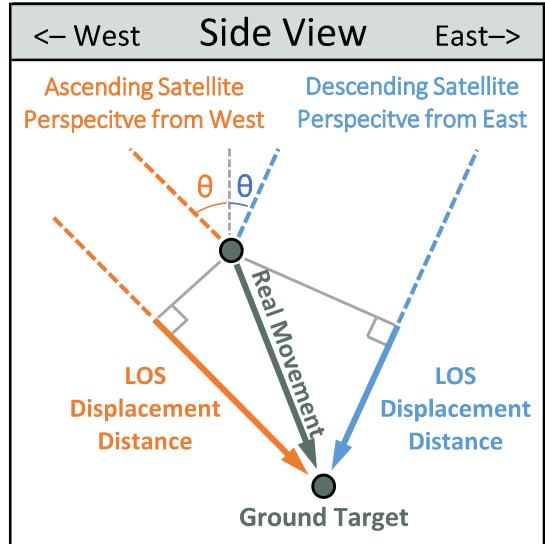 <– West Side View East–>
Ascending Satellite
Perspecitve from West
Descending Satellite
Perspecitve from East
θ θ
Real Movement
LOS
Displacement
Distance
LOS
Displacement
Distance
Ground Target